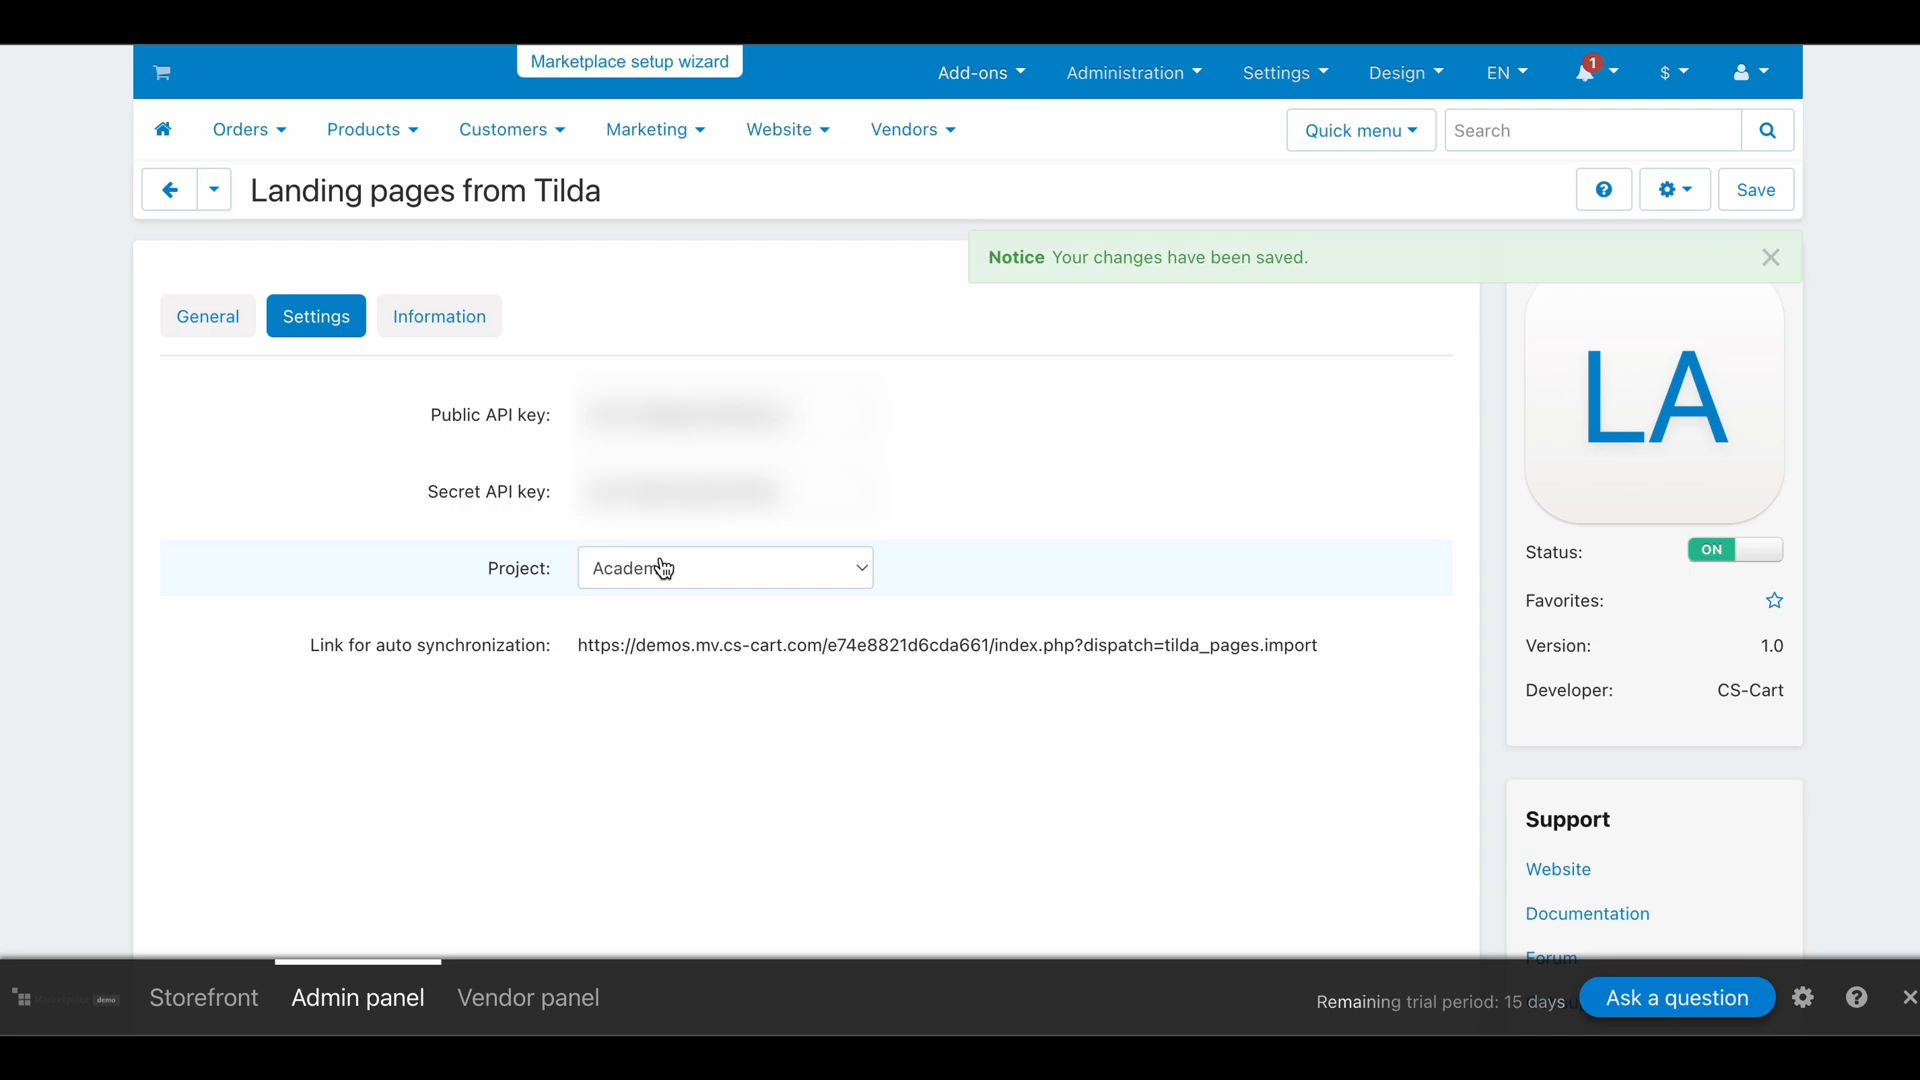 Marketplace setup wizard
Add-ons
Administration
Settings
Design
EN
1
$
Orders
Products
Customers
Marketing
Website
Vendors
Quick menu
Search
Landing pages from Tilda
Save
Notice Your changes have been saved.
General
Settings
Information
LA
Public API key:
Secret API key:
Project:
Link for auto synchronization: https://demos.mv.cs-cart.com/e74e8821d6cda661/index.php?dispatch=tilda_pages.import
Status: ON
Favorites:
Version: 1.0
Developer: CS-Cart
Support
Website
Documentation
Forum
demo
Storefront
Admin panel
Vendor panel
Remaining trial period: 15 days
Ask a question